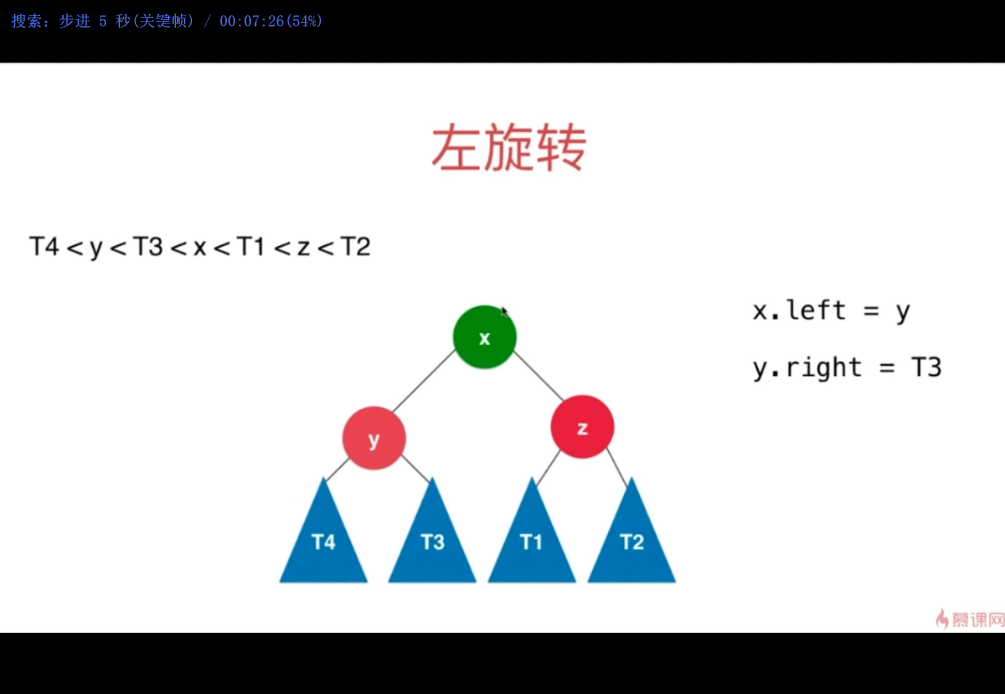 搜索: 步进 5 秒(关键帧) / 00:07:26(54%)
左旋转
T4 < y < T3 < x < T1 < z < T2
x
x.left = y
y.right = T3
y
z
T4
T3
T1
T2
慕课网